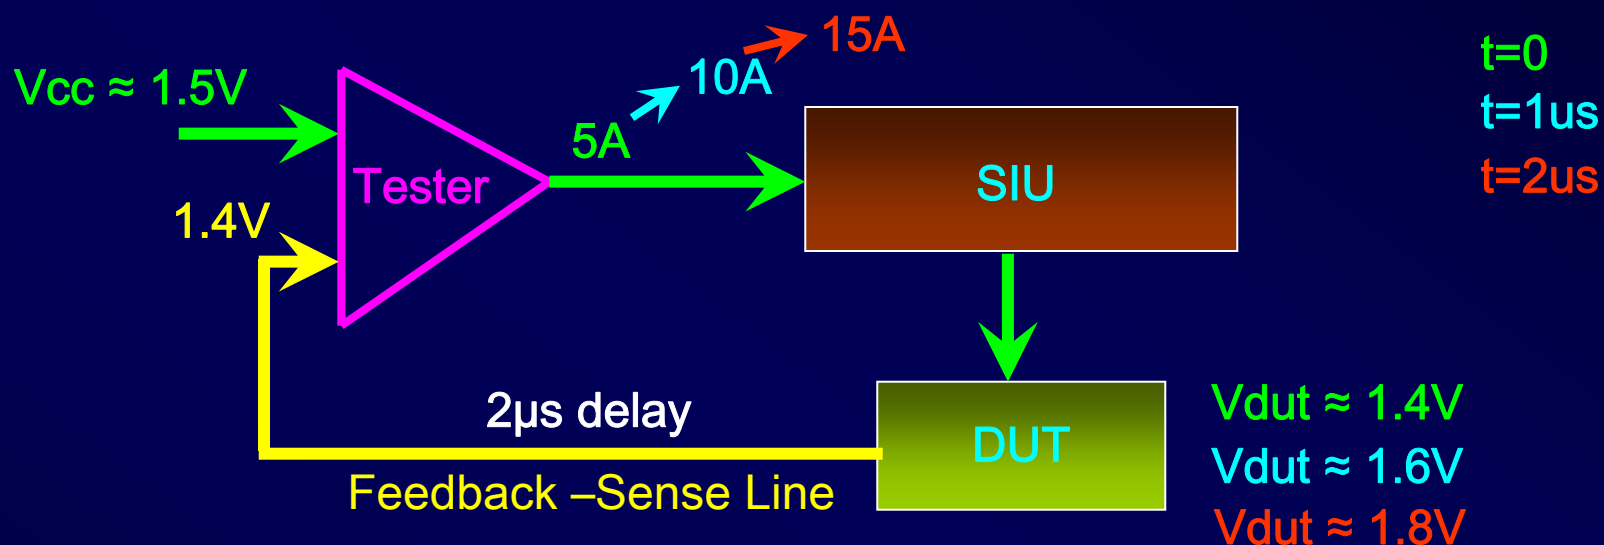 15A
t=0
Vcc ≈ 1.5V
10A
t=1us
5A
Tester
SIU
t=2us
1.4V
2µs delay
DUT
Vdut ≈ 1.4V
Vdut ≈ 1.6V
Feedback –Sense Line
Vdut ≈ 1.8V